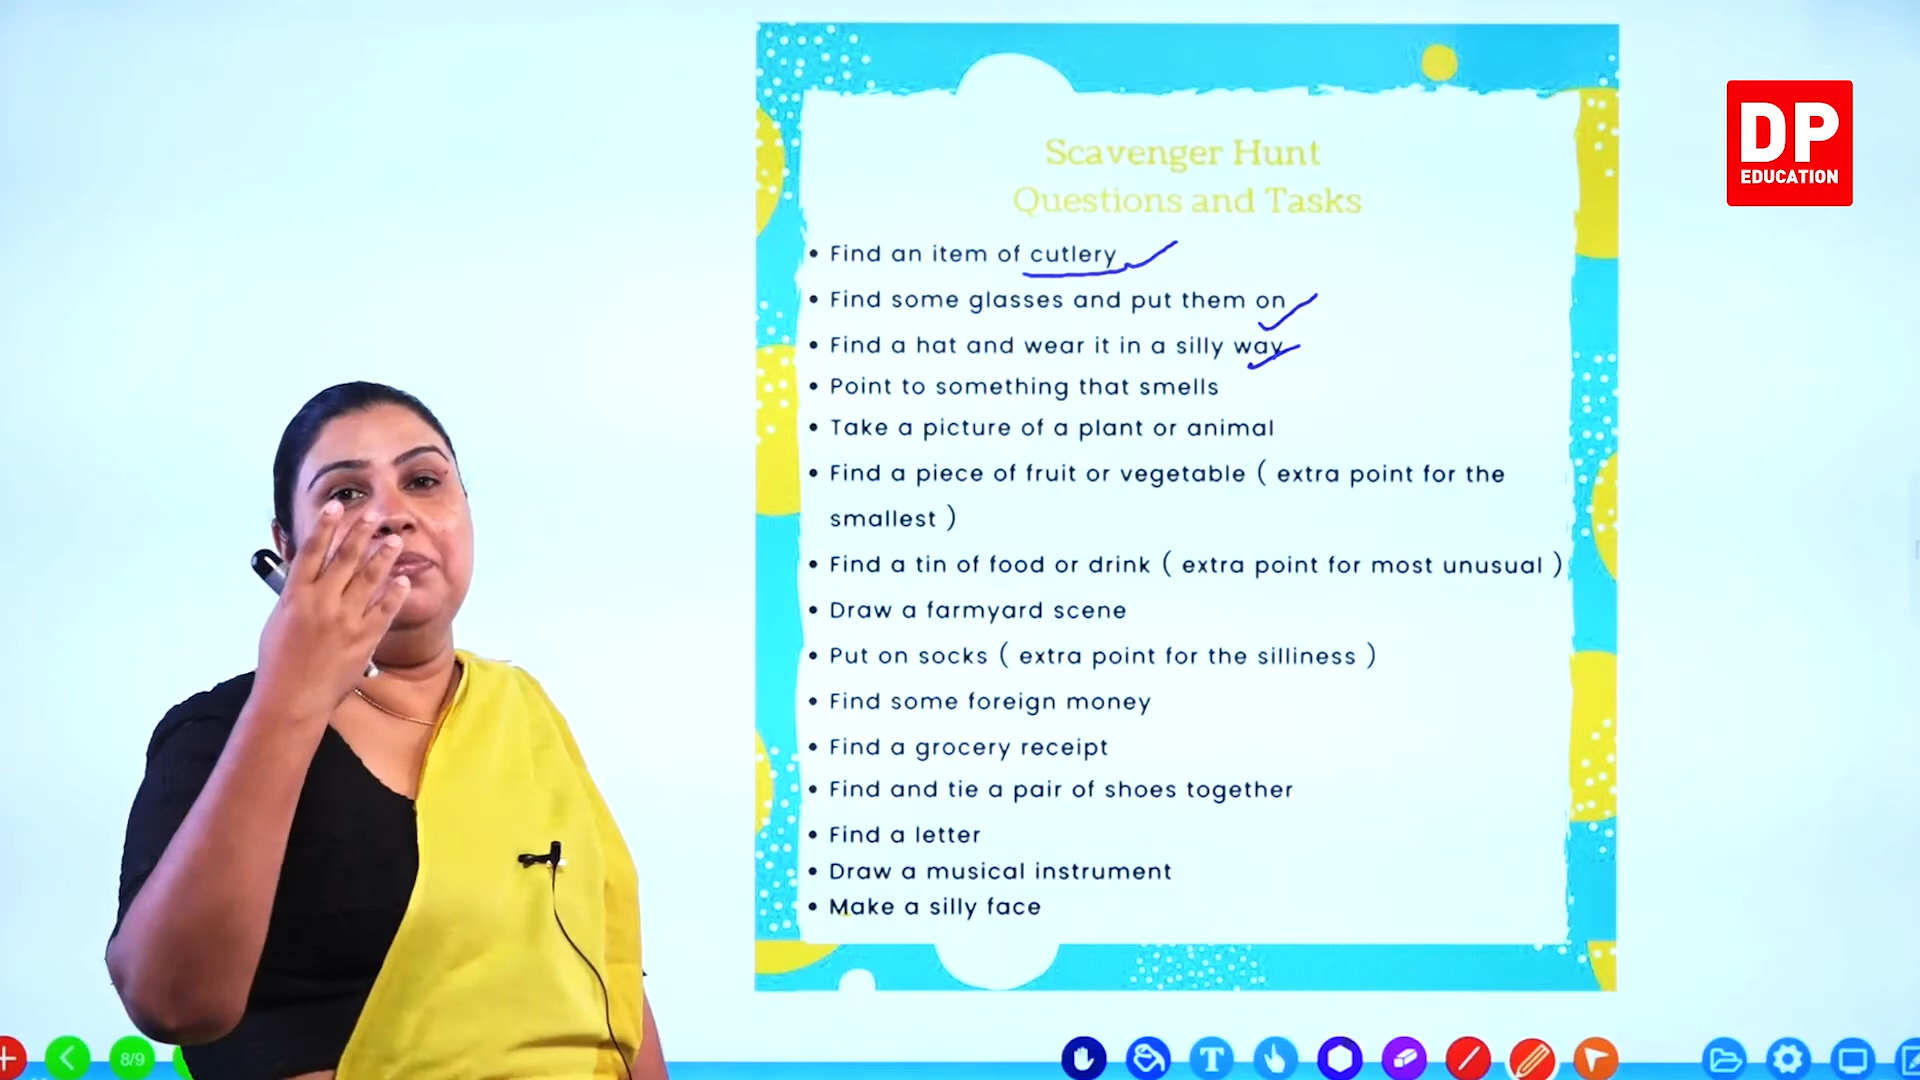 DP
EDUCATION
Scavenger Hunt
Questions and Tasks
• Find an item of cutlery
• Find some glasses and put them on
• Find a hat and wear it in a silly way
• Point to something that smells
• Take a picture of a plant or animal
• Find a piece of fruit or vegetable ( extra point for the
smallest )
• Find a tin of food or drink ( extra point for most unusual )
• Draw a farmyard scene
• Put on socks ( extra point for the silliness )
• Find some foreign money
• Find a grocery receipt
• Find and tie a pair of shoes together
• Find a letter
• Draw a musical instrument
• Make a silly face
8/9
T